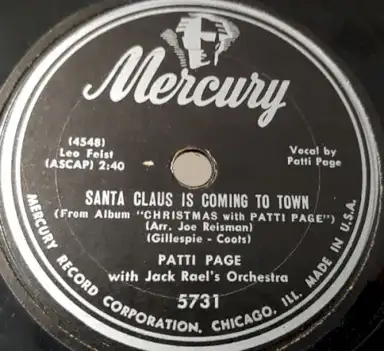 Mercury
(4548)
Leo Feist
(ASCAP) 2:40
Vocal by
Patti Page
SANTA CLAUS IS COMING TO TOWN
(From Album "CHRISTMAS with PATTI PAGE")
(Arr. Joe Reisman)
(Gillespie - Coots)
PATTI PAGE
with Jack Rael's Orchestra
5731
MERCURY RECORD CORPORATION, CHICAGO, ILL. MADE IN U.S.A.